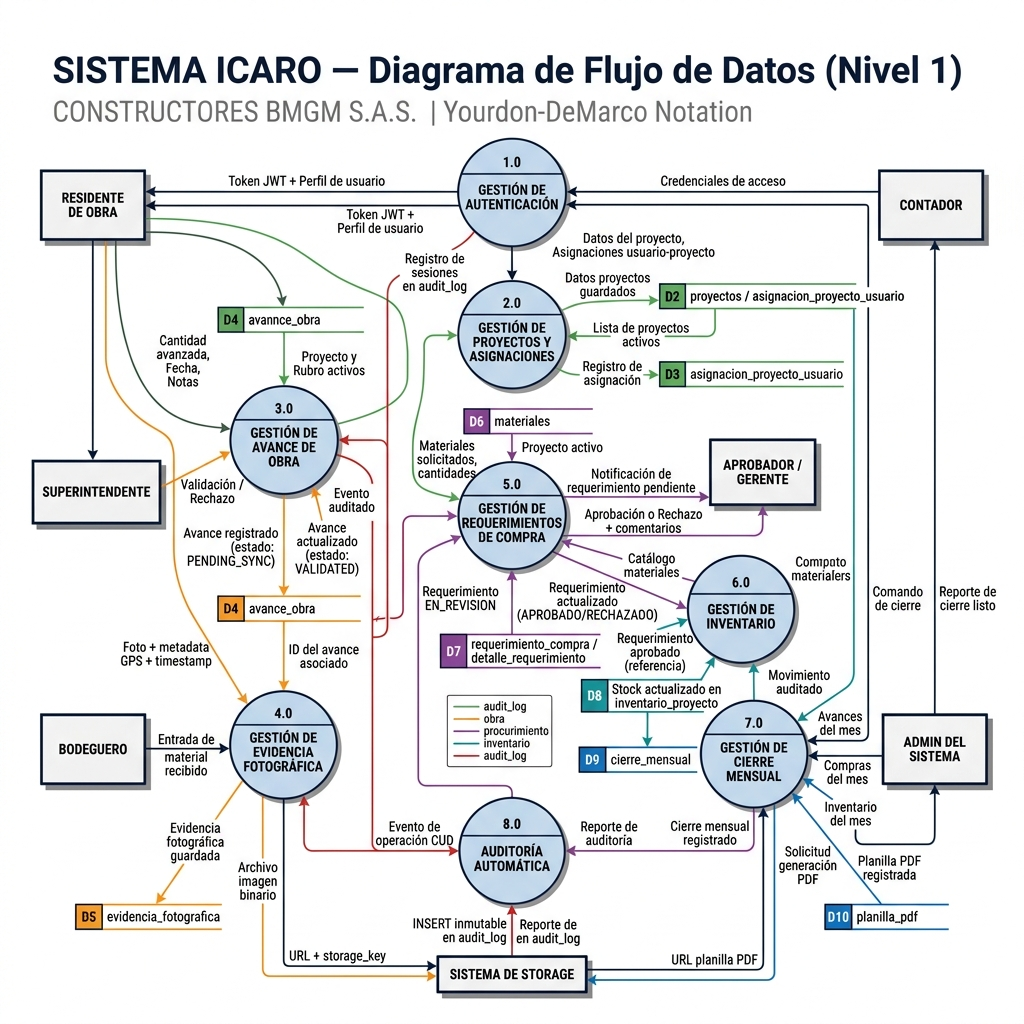 SISTEMA ICARO — Diagrama de Flujo de Datos (Nivel 1)
CONSTRUCTORES BMGM S.A.S. | Yourdon-DeMarco Notation
RESIDENTE
DE OBRA
Token JWT + Perfil de usuario
Token JWT +
Perfil de usuario
1.0
GESTIÓN DE
AUTENTICACIÓN
Credenciales de acceso
CONTADOR
Registro de
sesiones
en audit_log
Datos del proyecto,
Asignaciones usuario-proyecto
Datos proyectos
guardados
D2
proyectos / asignacion_proyecto_usuario
2.0
GESTIÓN DE
PROYECTOS Y
ASIGNACIONES
Lista de proyectos
activos
Registro de
asignación
D3
asignacion_proyecto_usuario
D4
avannce_obra
Cantidad
avanzada,
Fecha,
Notas
Proyecto y
Rubro activos
3.0
GESTIÓN DE
AVANCE DE
OBRA
D6
materiales
Proyecto activo
Materiales
solicitados,
cantidades
APROBADOR /
GERENTE
SUPERINTENDENTE
Validación /
Rechazo
Evento
auditado
5.0
GESTIÓN DE
REQUERIMIENTOS
DE COMPRA
Notificación de
requerimiento pendiente
Aprobación o Rechazo
+ comentarios
Avance registrado
(estado:
PENDING_SYNC)
Avance
actualizado
(estado:
VALIDATED)
Catálogo
materiales
Compoto
materialers
6.0
GESTIÓN DE
INVENTARIO
Requerimiento
EN_REVISION
Requerimiento
actualizado
(APROBADO/RECHAZAOO)
Comando
de cierre
Reporte de
cierre listo
D4
avance_obra
D7
requerimiento_compra /
detalle_requerimiento
Requerimiento
aprobado
(referencia)
Foto + metadata
GPS + timestamp
ID del avance
asociado
Movimiento
auditado
D8
Stock actualizado en
inventario_proyecto
audit_log
obra
procurimiento
inventario
audit_log
4.0
GESTIÓN DE
EVIDENCIA
FOTOGRÁFICA
BODEGUERO
Entrada de
material
recibido
D9
cierre_mensual
7.0
GESTIÓN DE
CIERRE
MENSUAL
Avances
del mes
Compras
del mes
Inventario
del mes
ADMIN DEL
SISTEMA
Evidencia
fotográfica
guardada
Archivo
imagen
binario
Evento de
operación CUD
8.0
AUDITORÍA
AUTOMÁTICA
Reporte de
auditoría
Cierre mensual
registrado
Solicitud
generación
PDF
Planilla PDF
registrada
D5
evidencia_fotografica
D10
planilla_pdf
INSERT inmutable
en audit_log
Reporte de
en audit_log
URL + storage_key
SISTEMA DE STORAGE
URL planilla PDF